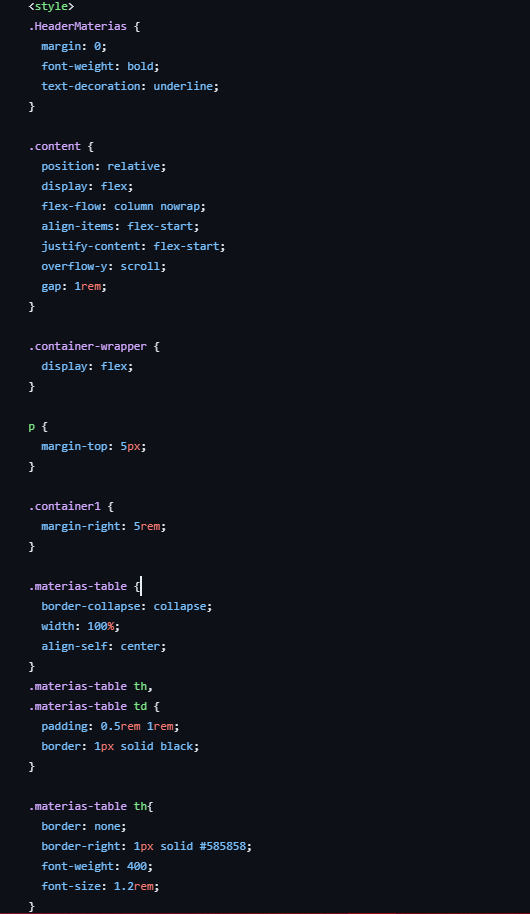 <style>
.HeaderMaterias {
margin: 0;
font-weight: bold;
text-decoration: underline;
}
.content {
position: relative;
display: flex;
flex-flow: column nowrap;
align-items: flex-start;
justify-content: flex-start;
overflow-y: scroll;
gap: 1rem;
}
.container-wrapper {
display: flex;
}
p {
margin-top: 5px;
}
.container1 {
margin-right: 5rem;
}
.materias-table {
border-collapse: collapse;
width: 100%;
align-self: center;
}
.materias-table th,
.materias-table td {
padding: 0.5rem 1rem;
border: 1px solid black;
}
.materias-table th{
border: none;
border-right: 1px solid #585858;
font-weight: 400;
font-size: 1.2rem;
}